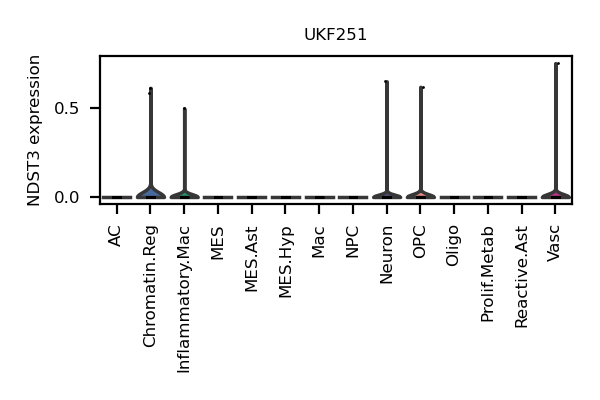 UKF251
NDST3 expression
0.5
0.0
AC
Chromatin.Reg
Inflammatory.Mac
MES
MES.Ast
MES.Hyp
Mac
NPC
Neuron
OPC
Oligo
Prolif.Metab
Reactive.Ast
Vasc